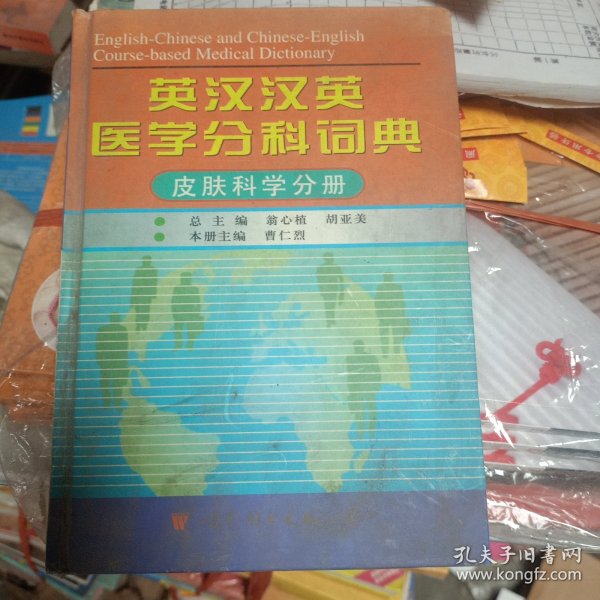 English-Chinese and Chinese-English
Course-based Medical Dictionary
英汉汉英
医学分科词典
皮肤科学分册
● 总主编 翁心植 胡亚美
● 本册主编 曹仁烈
孔夫子旧书网
www.kongfz.com